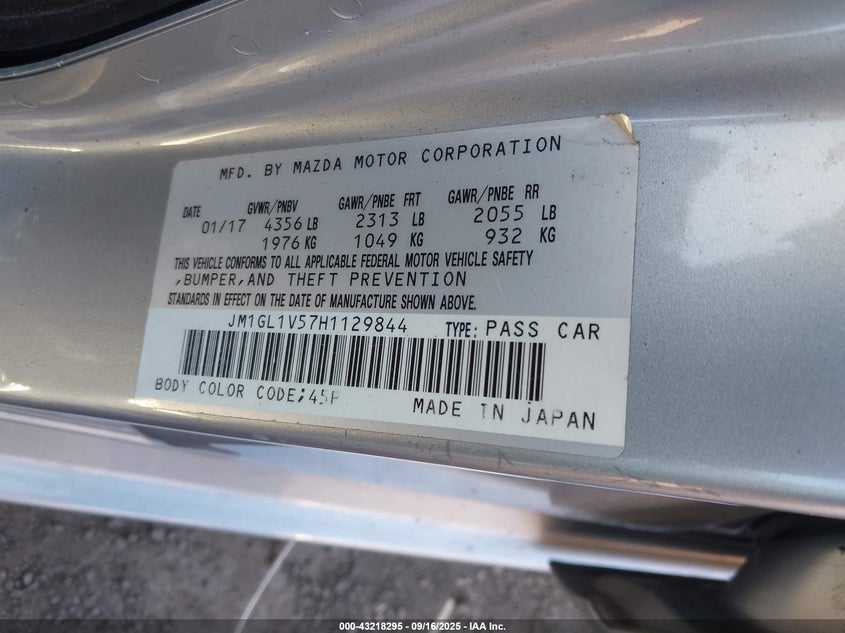 MFD. BY MAZDA MOTOR CORPORATION
DATE GVWR/PNBV GAWR/PNBE FRT GAWR/PNBE RR
01/17 4356 LB 2313 LB 2055 LB
1976 KG 1049 KG 932 KG
THIS VEHICLE CONFORMS TO ALL APPLICABLE FEDERAL MOTOR VEHICLE SAFETY
,BUMPER,AND THEFT PREVENTION
STANDARDS IN EFFECT ON THE DATE OF MANUFACTURE SHOWN ABOVE.
JM1GL1V57H1129844 TYPE: PASS CAR
BODY COLOR CODE;45P
MADE IN JAPAN
000-43218295 - 09/16/2025 - IAA Inc.